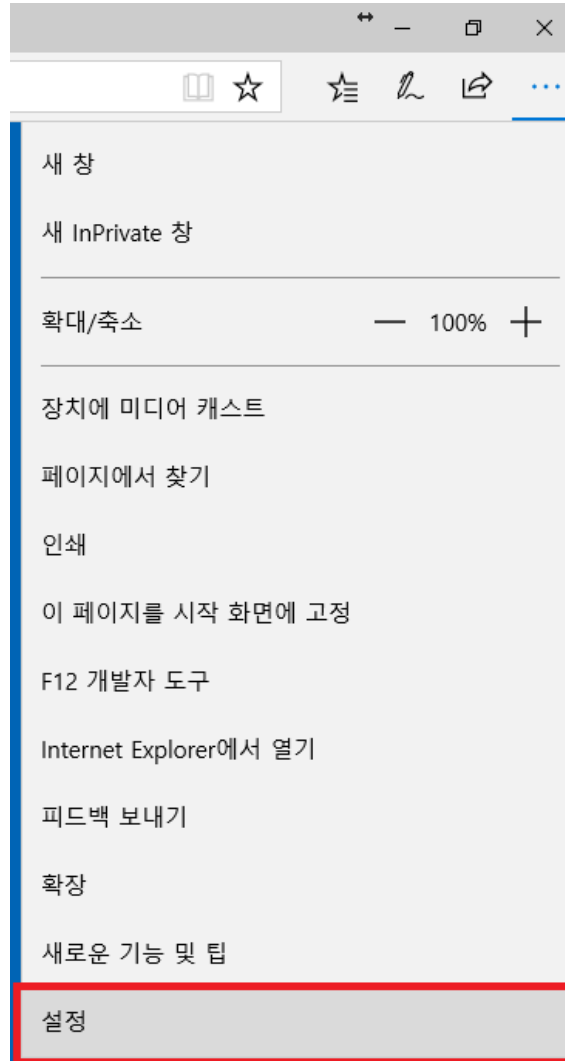 새 창
새 InPrivate 창
확대/축소 100%
장치에 미디어 캐스트
페이지에서 찾기
인쇄
이 페이지를 시작 화면에 고정
F12 개발자 도구
Internet Explorer에서 열기
피드백 보내기
확장
새로운 기능 및 팁
설정